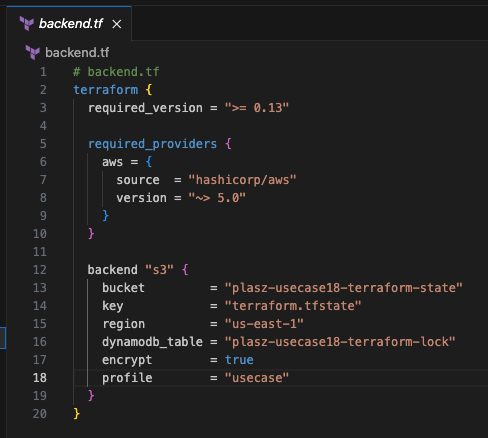 backend.tf
backend.tf
1 # backend.tf
2 terraform {
3   required_version = ">= 0.13"
4
5   required_providers {
6     aws = {
7       source  = "hashicorp/aws"
8       version = "~> 5.0"
9     }
10   }
11
12   backend "s3" {
13     bucket         = "plasz-usecase18-terraform-state"
14     key            = "terraform.tfstate"
15     region         = "us-east-1"
16     dynamodb_table = "plasz-usecase18-terraform-lock"
17     encrypt        = true
18     profile        = "usecase"
19   }
20 }